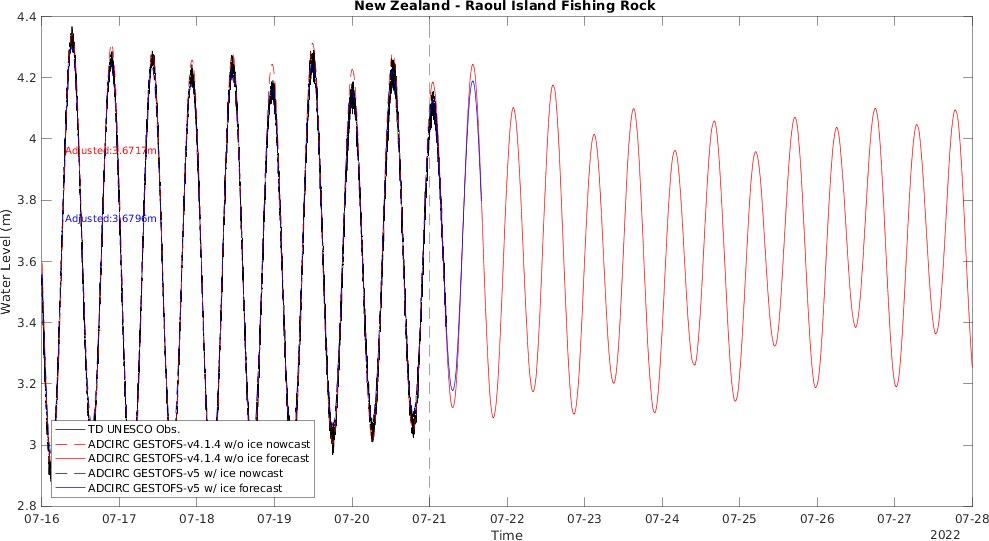 New Zealand - Raoul Island Fishing Rock
4.4
4.2
4
3.8
3.6
3.4
3.2
3
2.8
Water Level (m)
Adjusted:3.6717m
Adjusted:3.6796m
TD UNESCO Obs.
ADCIRC GESTOFS-v4.1.4 w/o ice nowcast
ADCIRC GESTOFS-v4.1.4 w/o ice forecast
ADCIRC GESTOFS-v5 w/ ice nowcast
ADCIRC GESTOFS-v5 w/ ice forecast
07-16 07-17 07-18 07-19 07-20 07-21 07-22 07-23 07-24 07-25 07-26 07-27 07-28
Time
2022